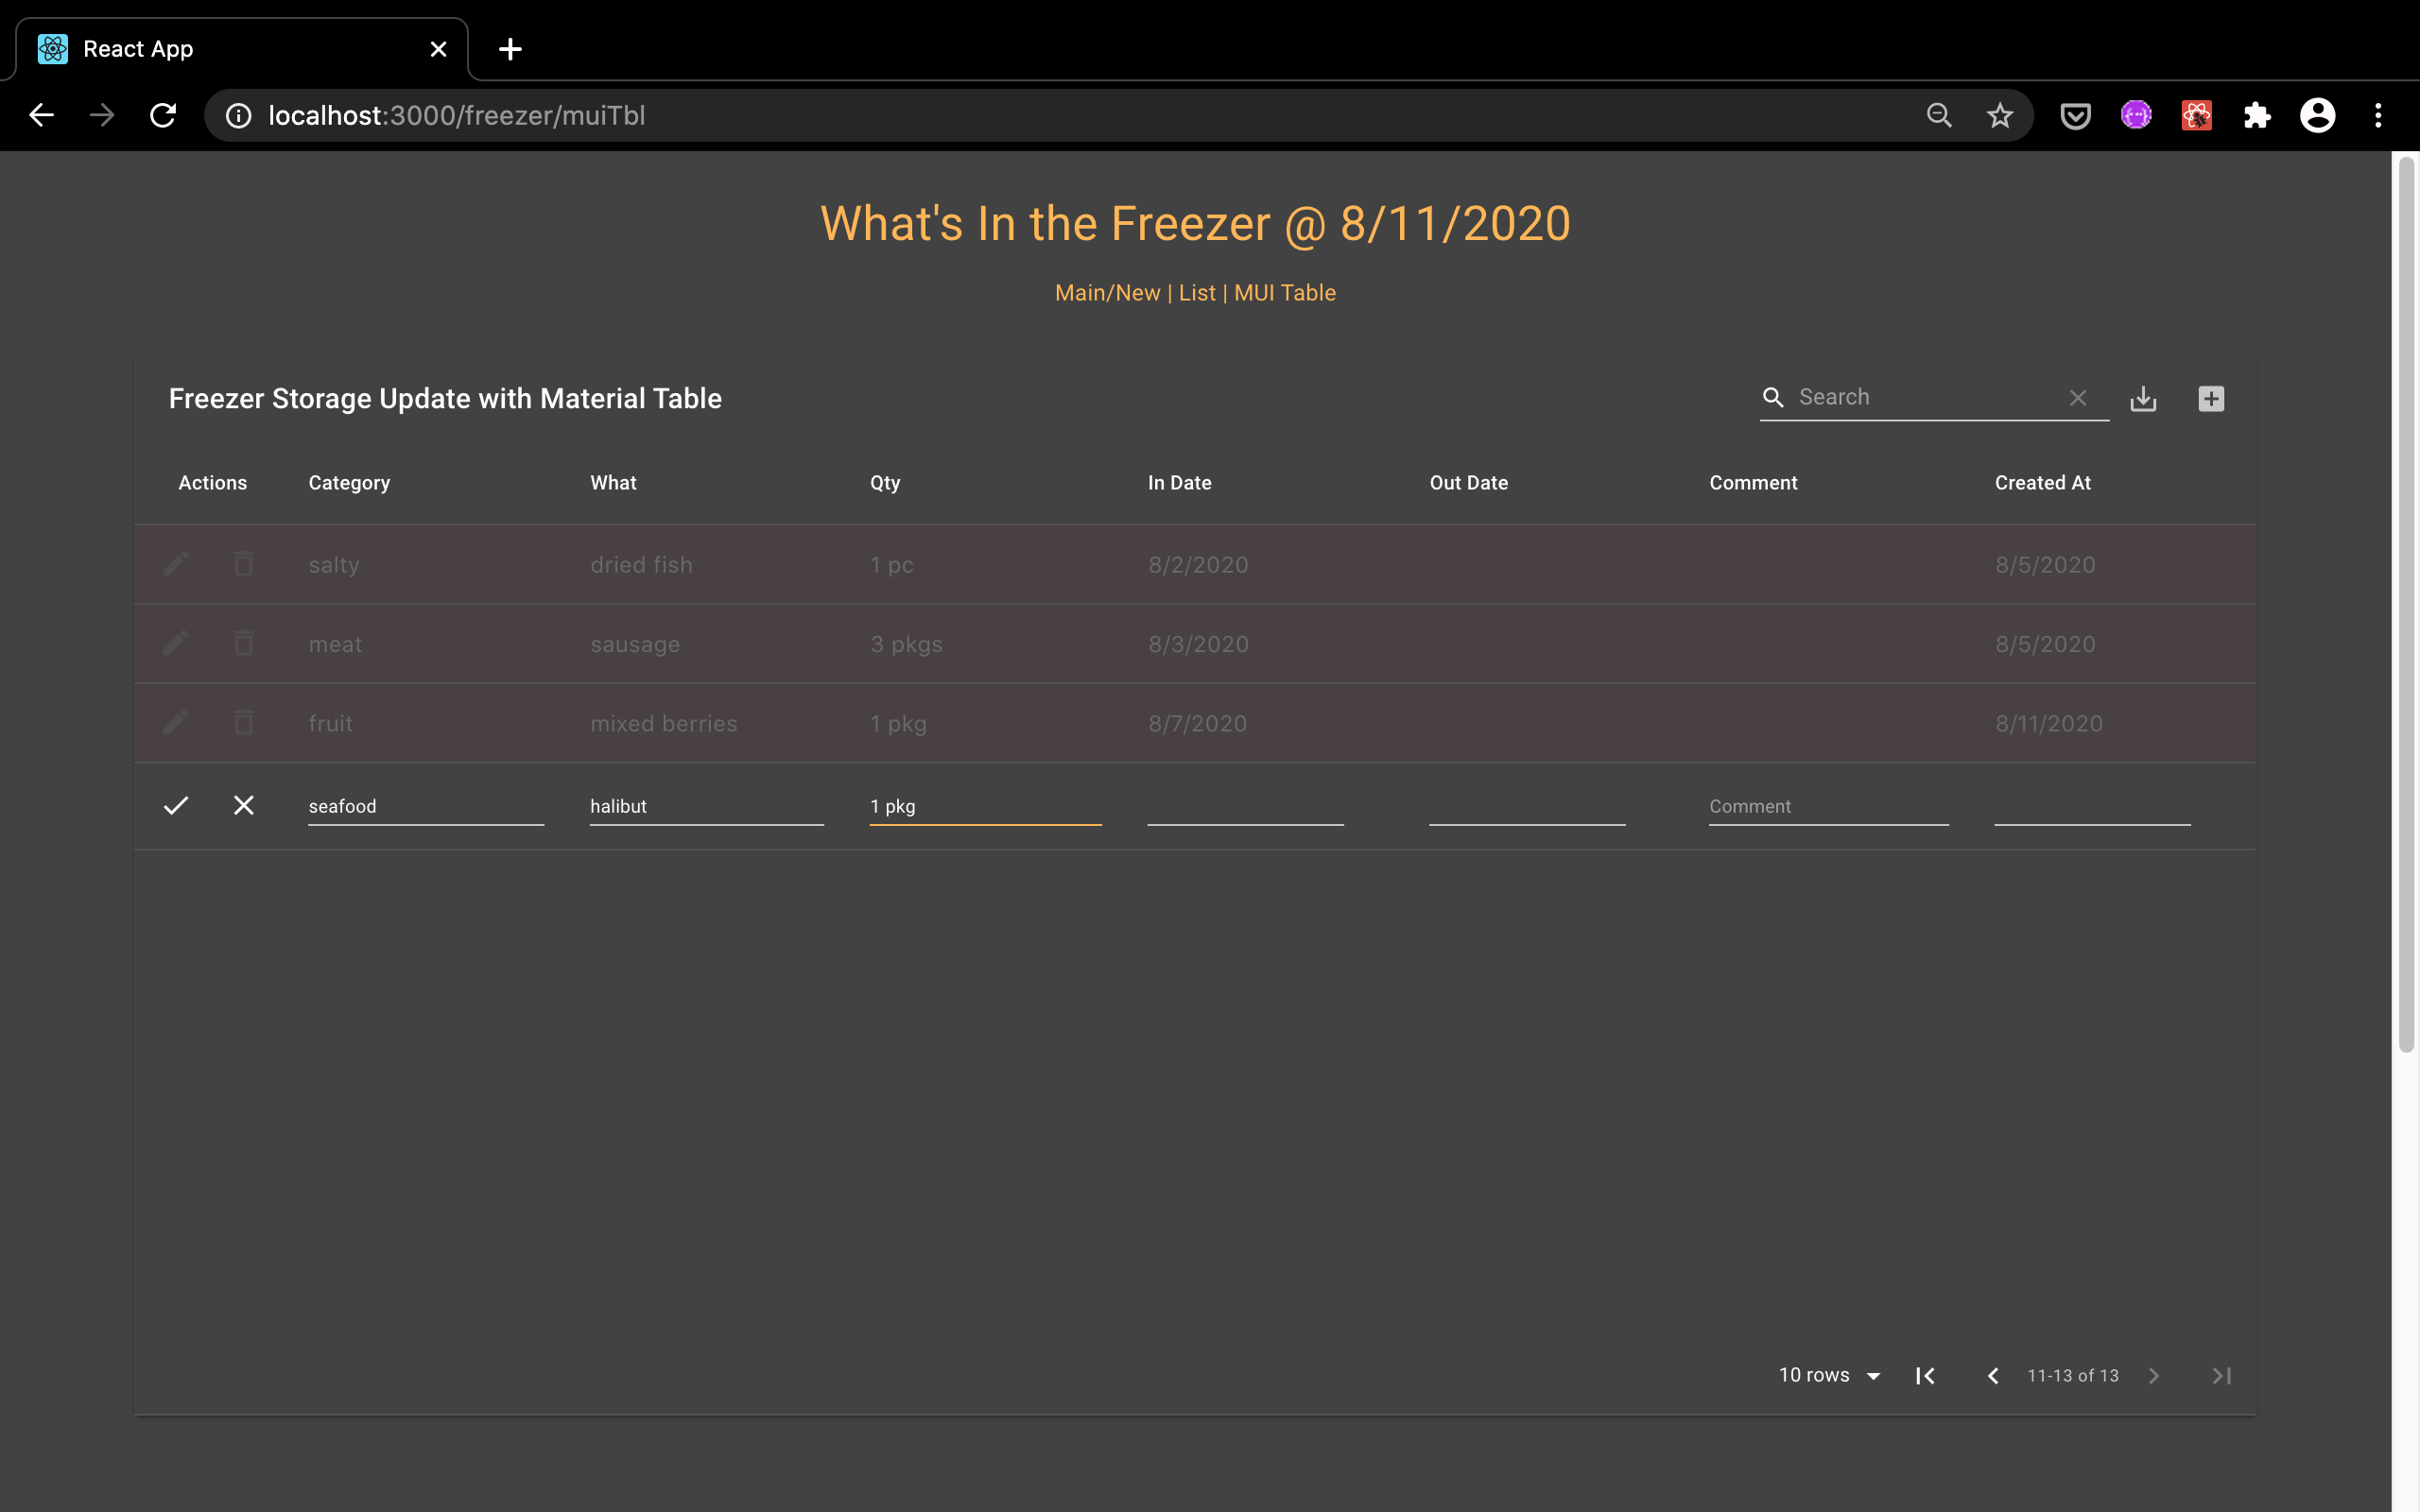 React App
localhost:3000/freezer/muiTbl
What's In the Freezer @ 8/11/2020
Main/New | List | MUI Table
Freezer Storage Update with Material Table
Search
Actions Category What Qty In Date Out Date Comment Created At
salty dried fish 1 pc 8/2/2020 8/5/2020
meat sausage 3 pkgs 8/3/2020 8/5/2020
fruit mixed berries 1 pkg 8/7/2020 8/11/2020
seafood halibut 1 pkg Comment
10 rows 11-13 of 13